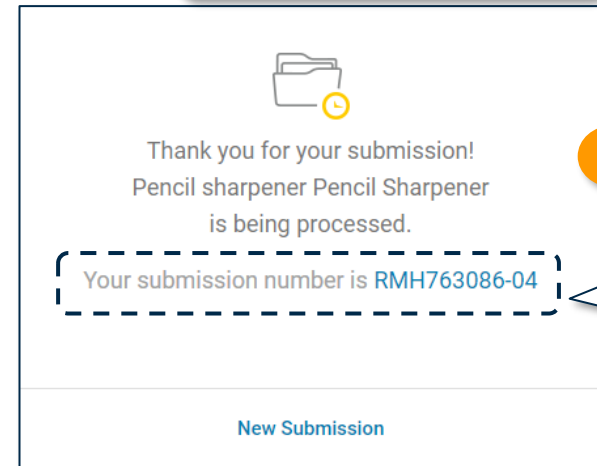 Thank you for your submission!
Pencil sharpener Pencil Sharpener
is being processed.
Your submission number is RMH763086-04
New Submission